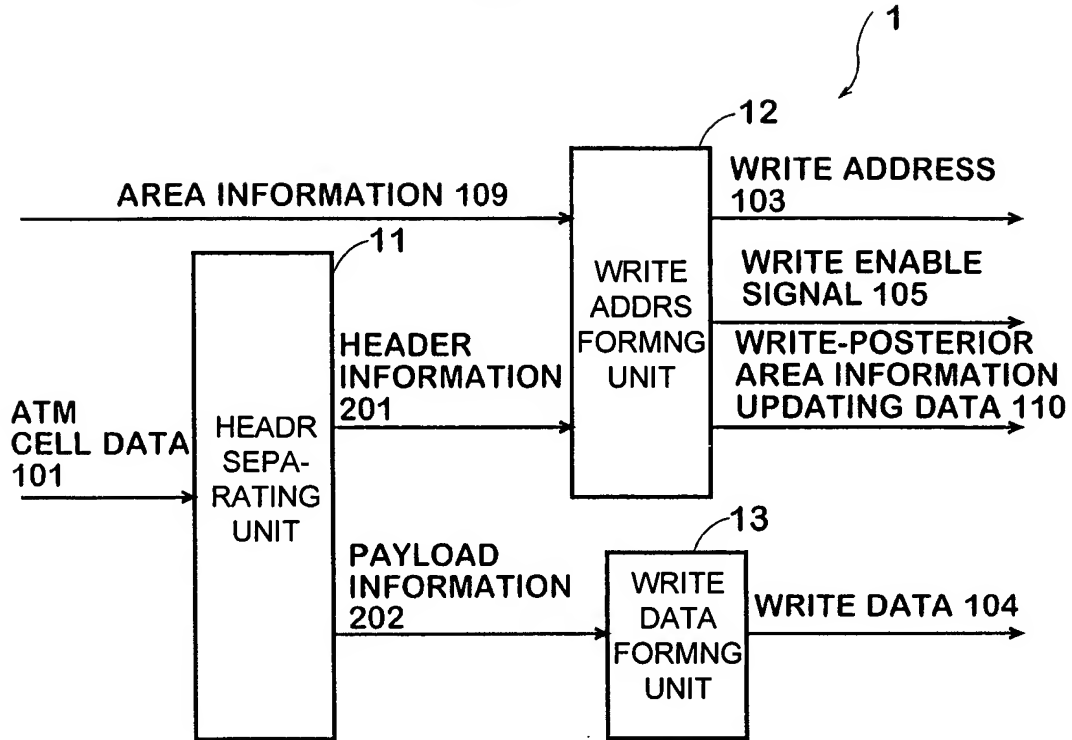 1
12
WRITE ADDRESS
103
AREA INFORMATION 109
11
WRITE
ADDRS
FORMNG
UNIT
WRITE ENABLE
SIGNAL 105
HEADER
INFORMATION
201
WRITE-POSTERIOR
AREA INFORMATION
UPDATING DATA 110
ATM
CELL DATA
101
HEADR
SEPA-
RATING
UNIT
13
PAYLOAD
INFORMATION
202
WRITE
DATA
FORMNG
UNIT
WRITE DATA 104